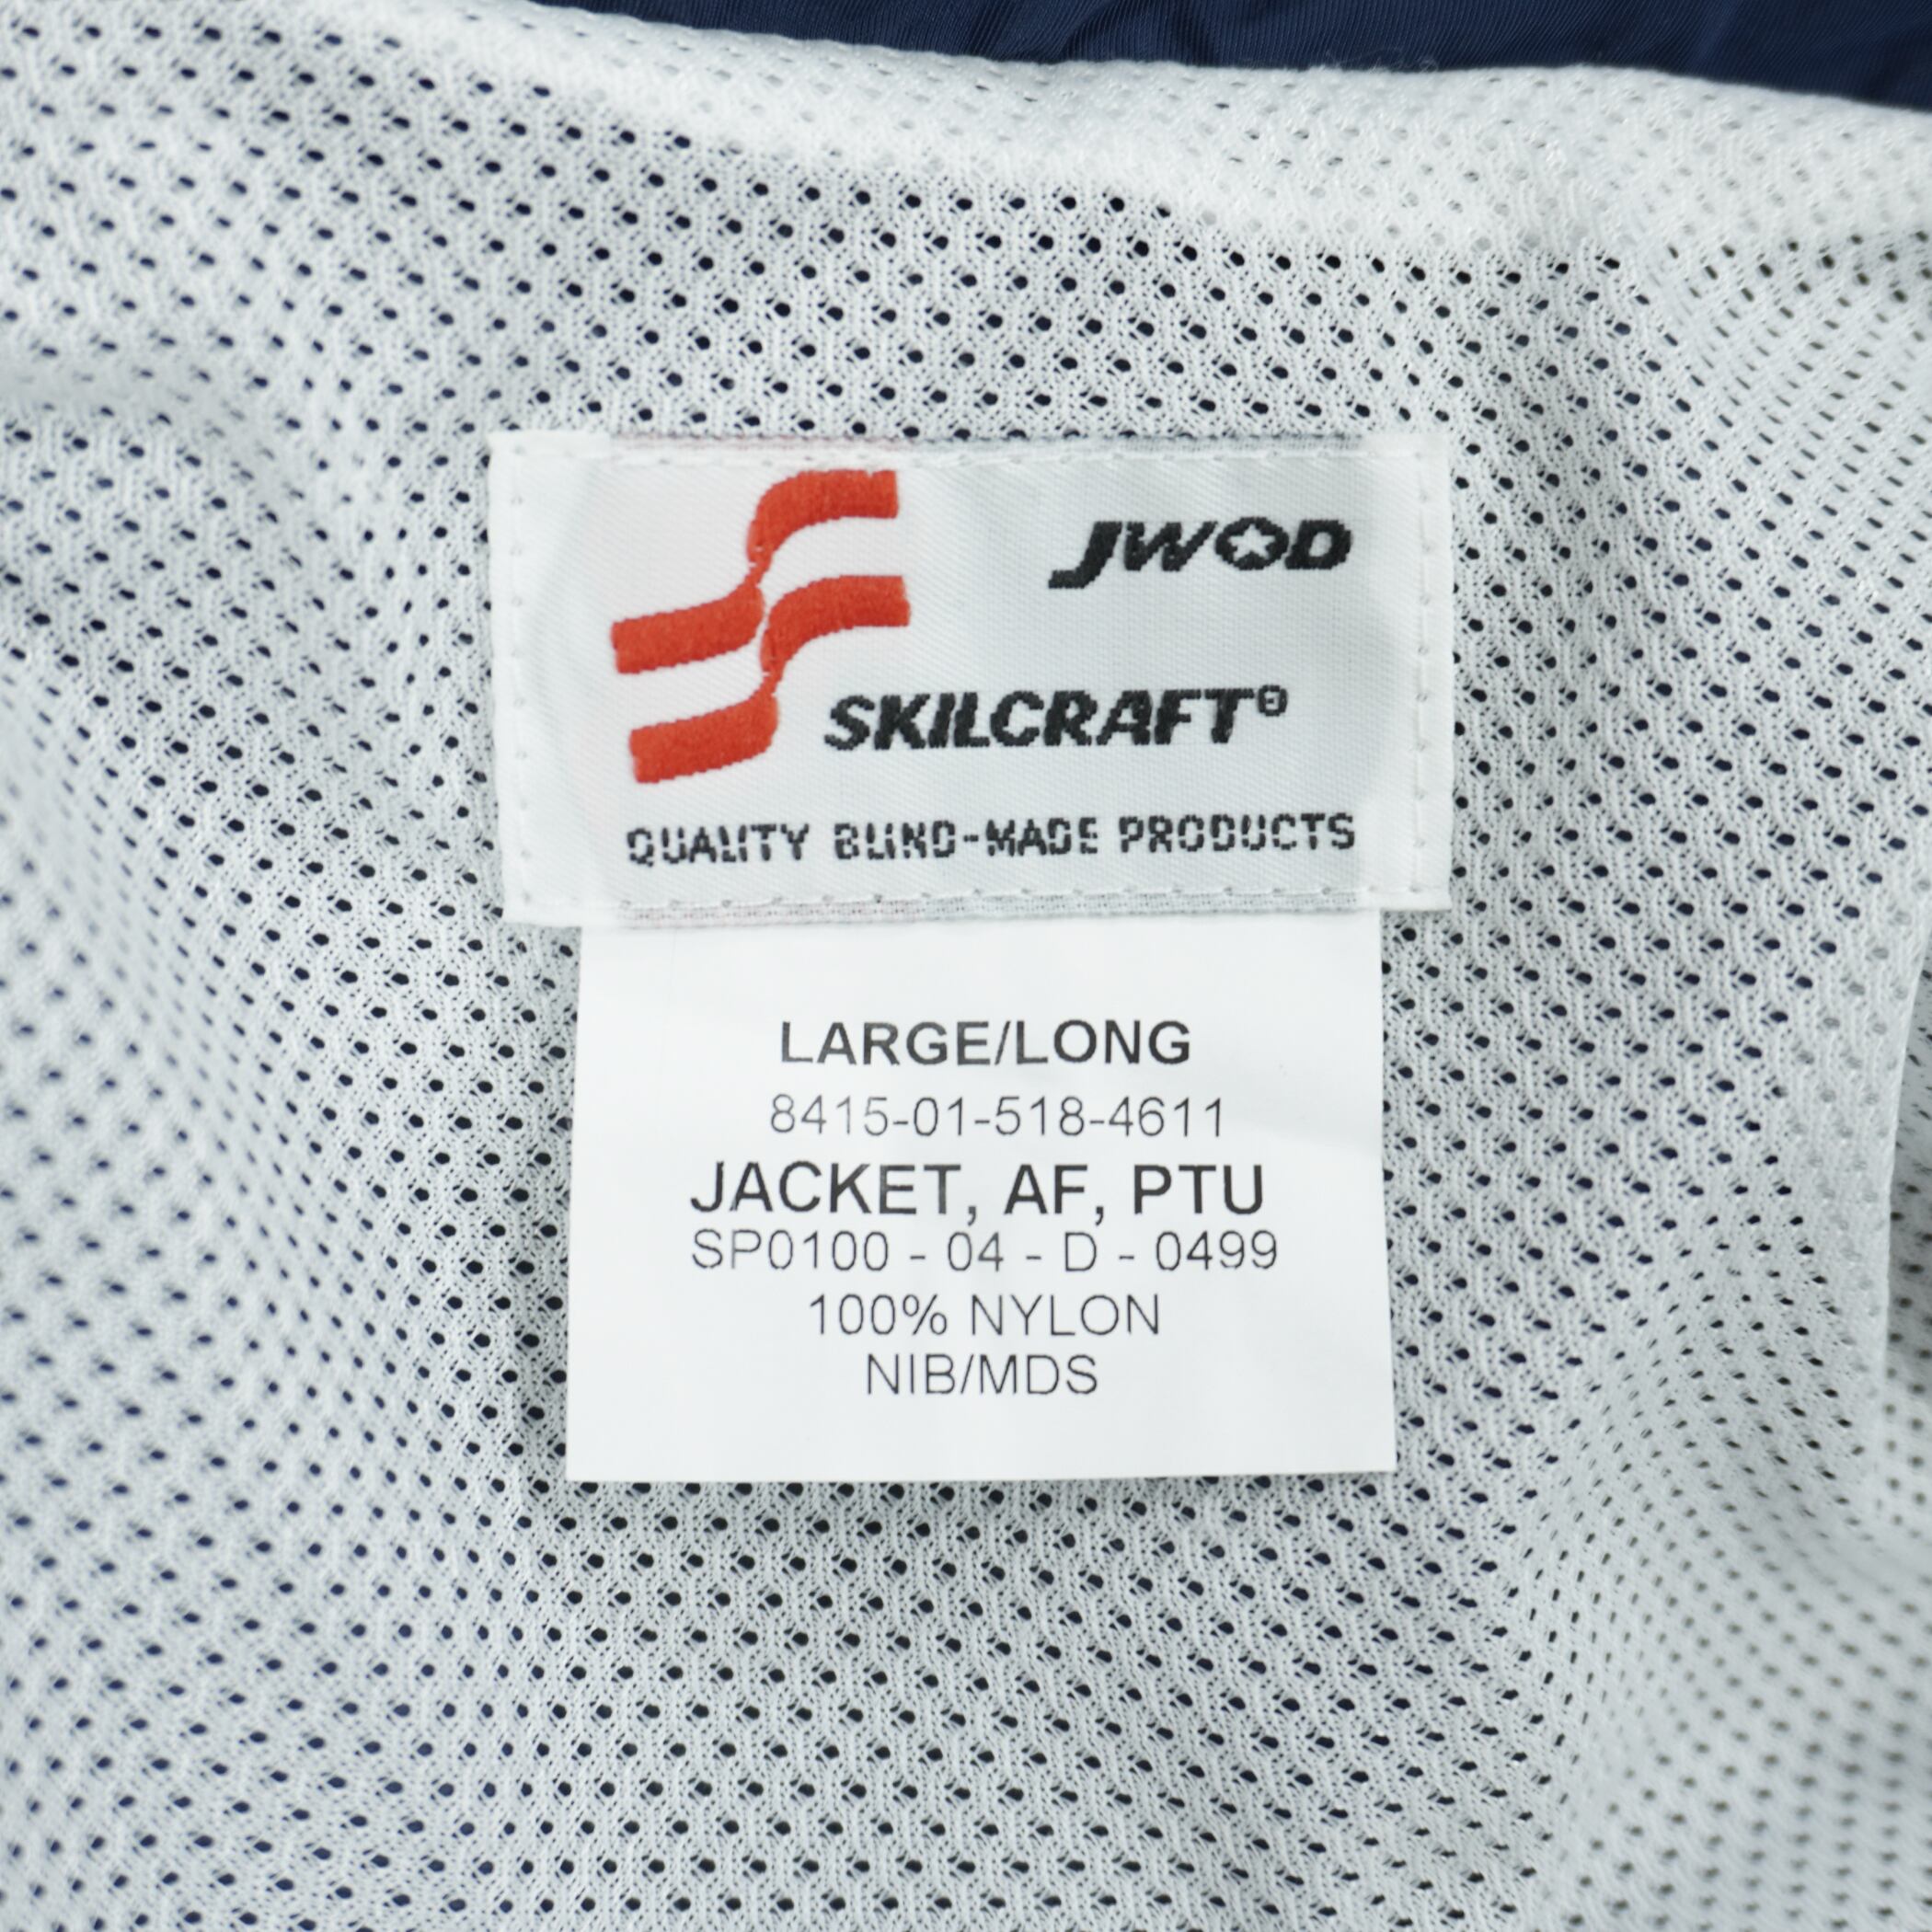 JWOD
SKILCRAFT®
QUALITY BLIND-MADE PRODUCTS
LARGE/LONG
8415-01-518-4611
JACKET, AF, PTU
SP0100 - 04 - D - 0499
100% NYLON
NIB/MDS